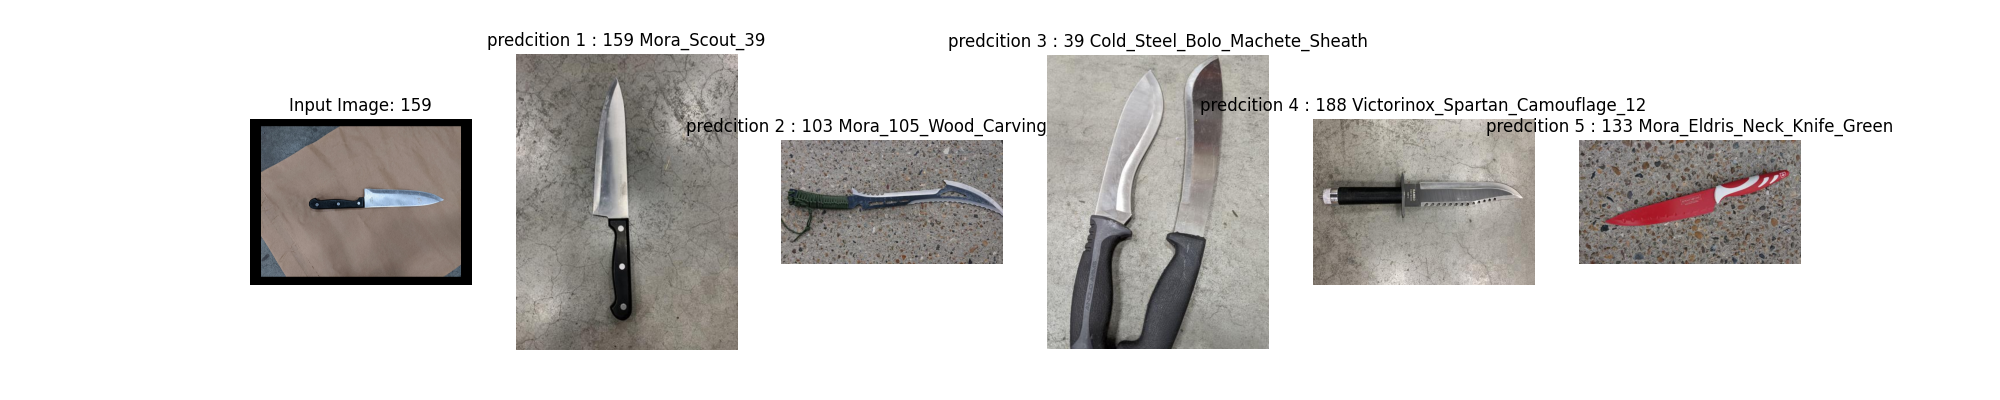 Input Image: 159
predcition 1 : 159 Mora_Scout_39
predcition 2 : 103 Mora_105_Wood_Carving
predcition 3 : 39 Cold_Steel_Bolo_Machete_Sheath
predcition 4 : 188 Victorinox_Spartan_Camouflage_12
predcition 5 : 133 Mora_Eldris_Neck_Knife_Green